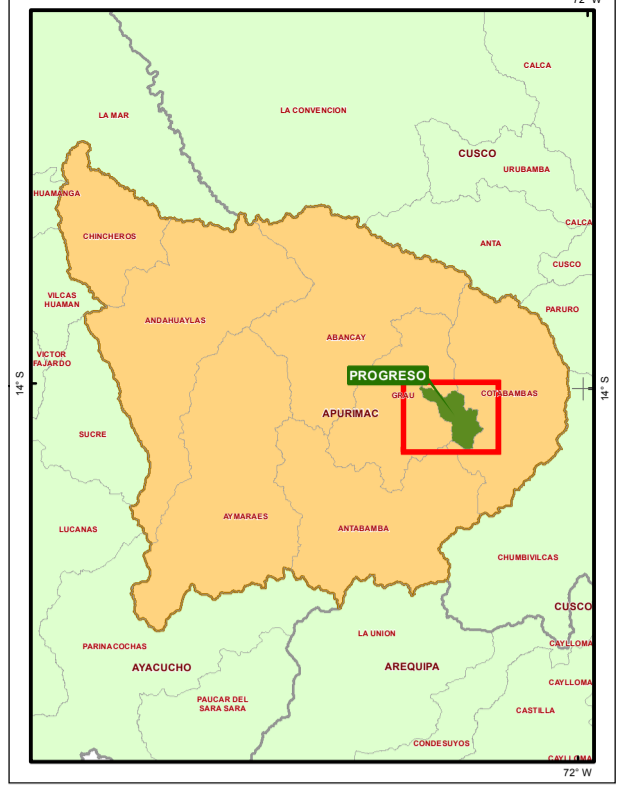 72° W
CALCA
LA CONVENCION
LA MAR
CUSCO
URUBAMBA
HUAMANGA
CALCA
CHINCHEROS
ANTA
CUSCO
VILCAS
HUAMAN
PARURO
ANDAHUAYLAS
ABANCAY
VICTOR
FAJARDO
14° S
PROGRESO
14° S
GRAU
COTABAMBAS
APURIMAC
SUCRE
AYMARAES
LUCANAS
ANTABAMBA
CHUMBIVILCAS
CUSCO
LA UNION
CAYLLOMA
PARINACOCHAS
AYACUCHO
AREQUIPA
CAYLLOMA
PAUCAR DEL
SARA SARA
CASTILLA
CONDESUYOS
CAYLLOMA
72° W